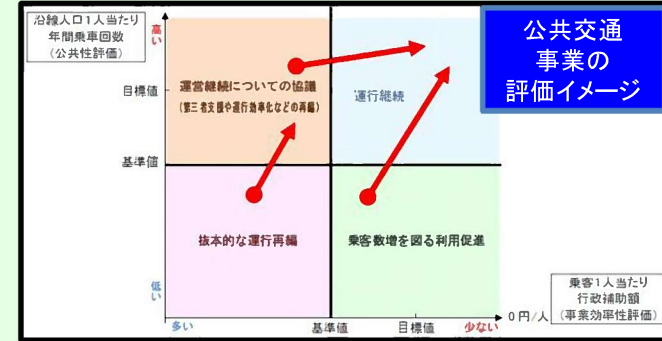 沿線人口1人当たり
年間乗車回数
(公共性評価)
高い
公共交通
事業の
評価イメージ
目標値
運営継続についての協議
(第三者支援や運行効率化などの再編)
運行継続
基準値
抜本的な運行再編
乗客数増を図る利用促進
低い
乗客1人当たり
行政補助額
(事業効率性評価)
0円/人
多い
基準値
目標値
少ない